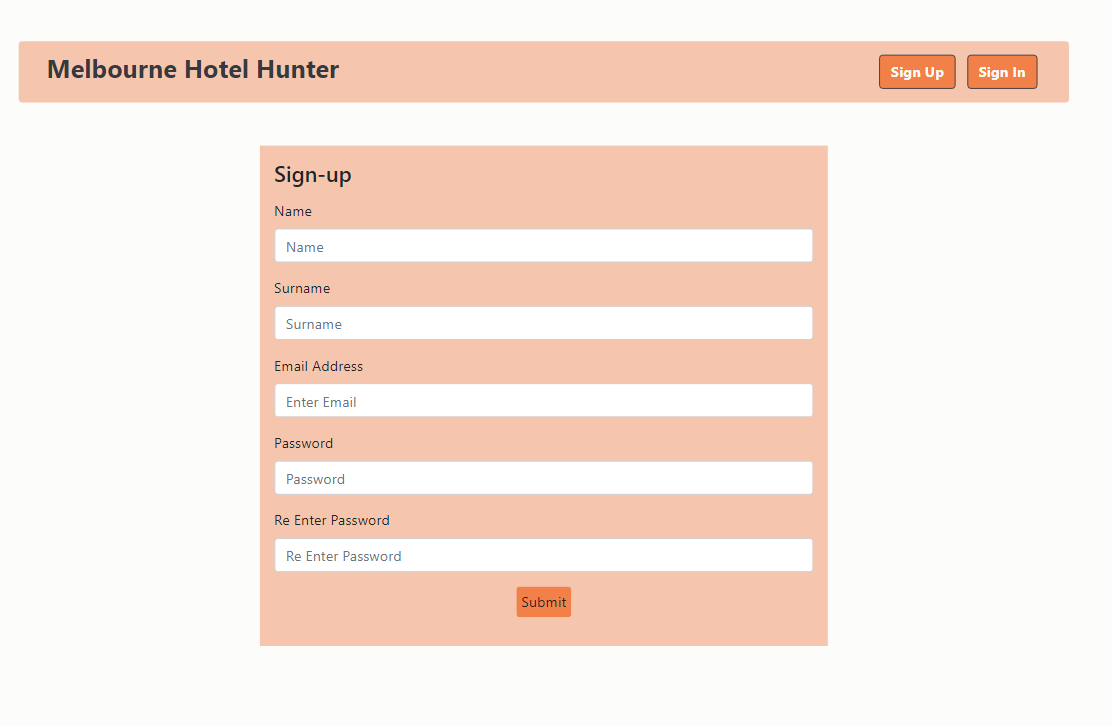 Melbourne Hotel Hunter
Sign Up
Sign In
Sign-up
Name
Name
Surname
Surname
Email Address
Enter Email
Password
Password
Re Enter Password
Re Enter Password
Submit